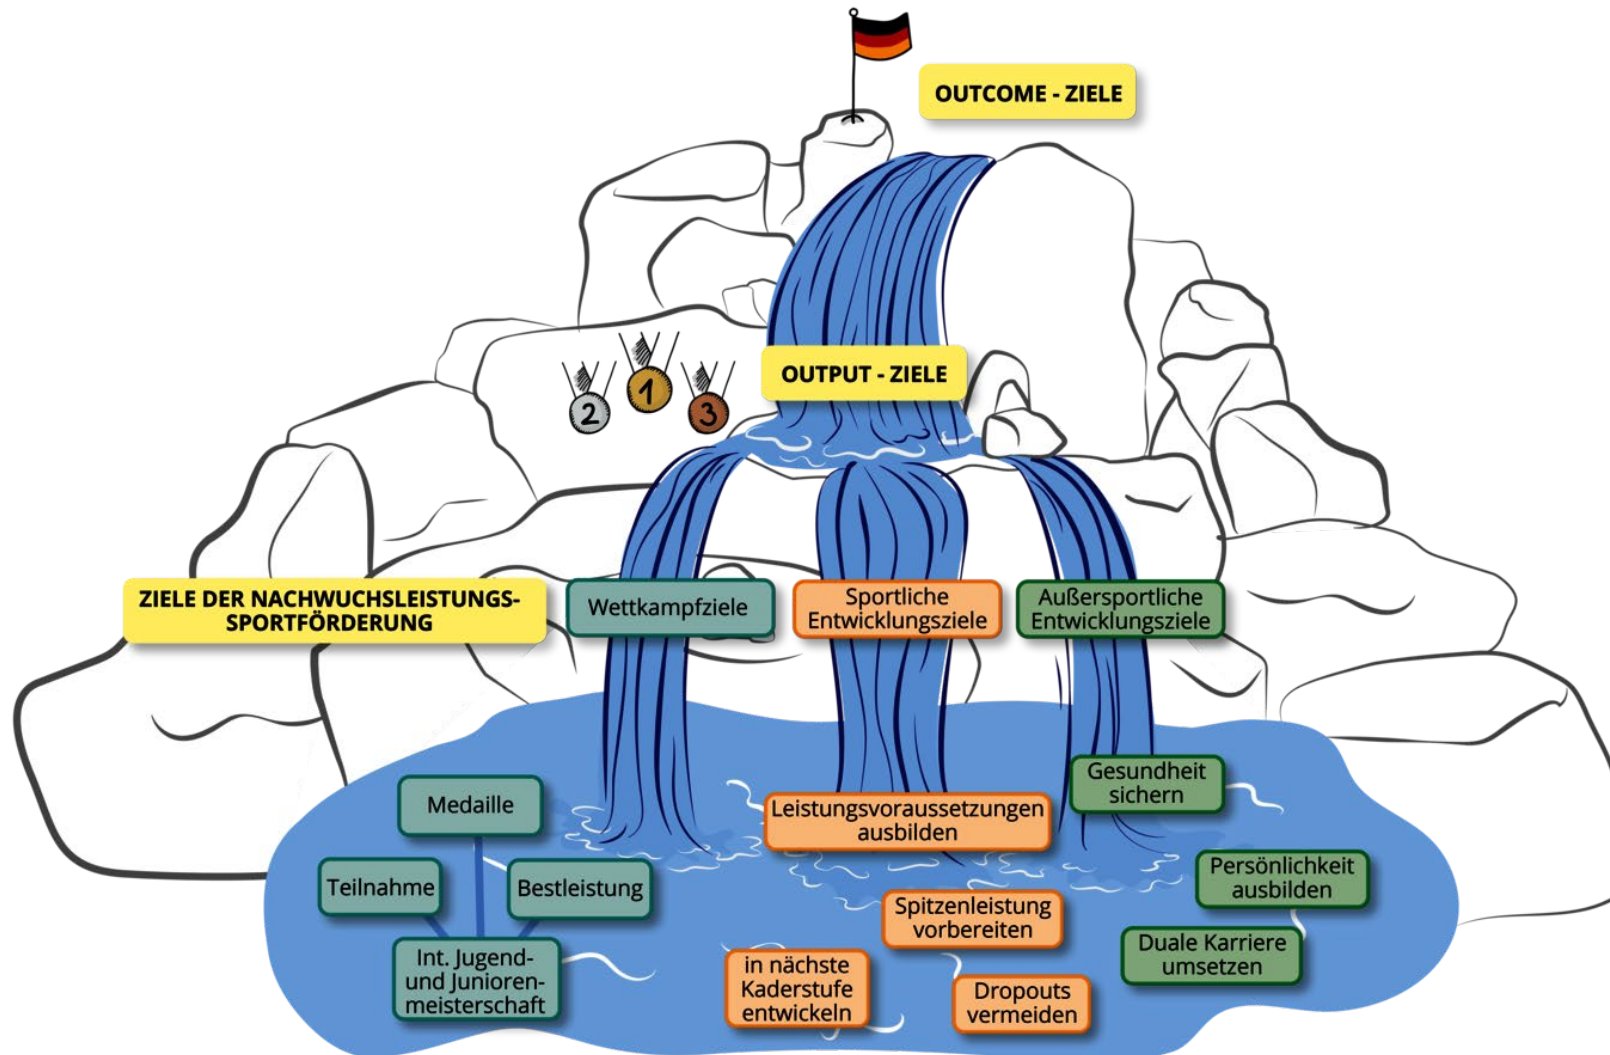 OUTCOME - ZIELE
OUTPUT - ZIELE
2
1
3
ZIELE DER NACHWUCHSLEISTUNGS-
SPORTFÖRDERUNG
Wettkampfziele
Sportliche
Entwicklungsziele
Außersportliche
Entwicklungsziele
Medaille
Teilnahme
Bestleistung
Int. Jugend-
und Junioren-
meisterschaft
Leistungsvoraussetzungen
ausbilden
Spitzenleistung
vorbereiten
in nächste
Kaderstufe
entwickeln
Dropouts
vermeiden
Gesundheit
sichern
Persönlichkeit
ausbilden
Duale Karriere
umsetzen